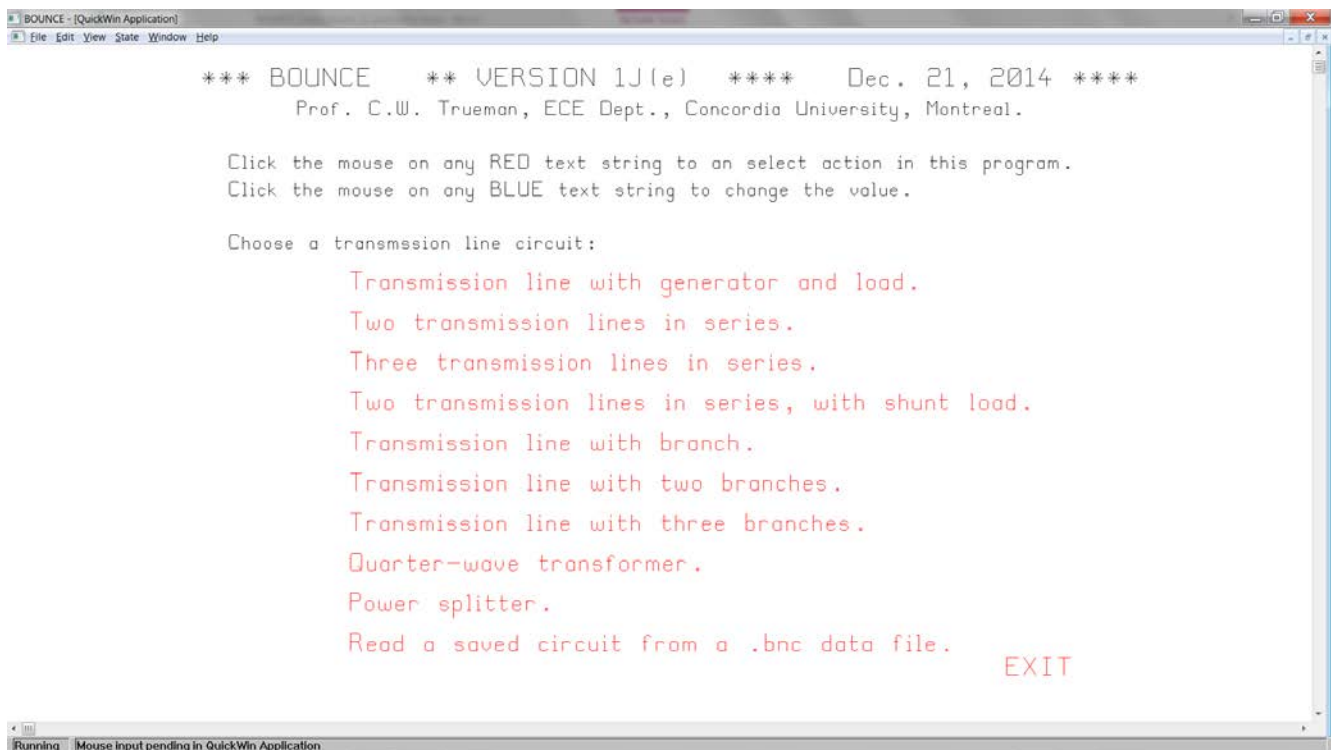 BOUNCE - [QuickWin Application]
File Edit View State Window Help
*** BOUNCE ** VERSION 1J(e) **** Dec. 21, 2014 ****
Prof. C.W. Trueman, ECE Dept., Concordia University, Montreal.
Click the mouse on any RED text string to an select action in this program.
Click the mouse on any BLUE text string to change the value.
Choose a transmssion line circuit:
Transmission line with generator and load.
Two transmission lines in series.
Three transmission lines in series.
Two transmission lines in series, with shunt load.
Transmission line with branch.
Transmission line with two branches.
Transmission line with three branches.
Quarter-wave transformer.
Power splitter.
Read a saved circuit from a .bnc data file.
EXIT
Running Mouse input pending in QuickWin Application